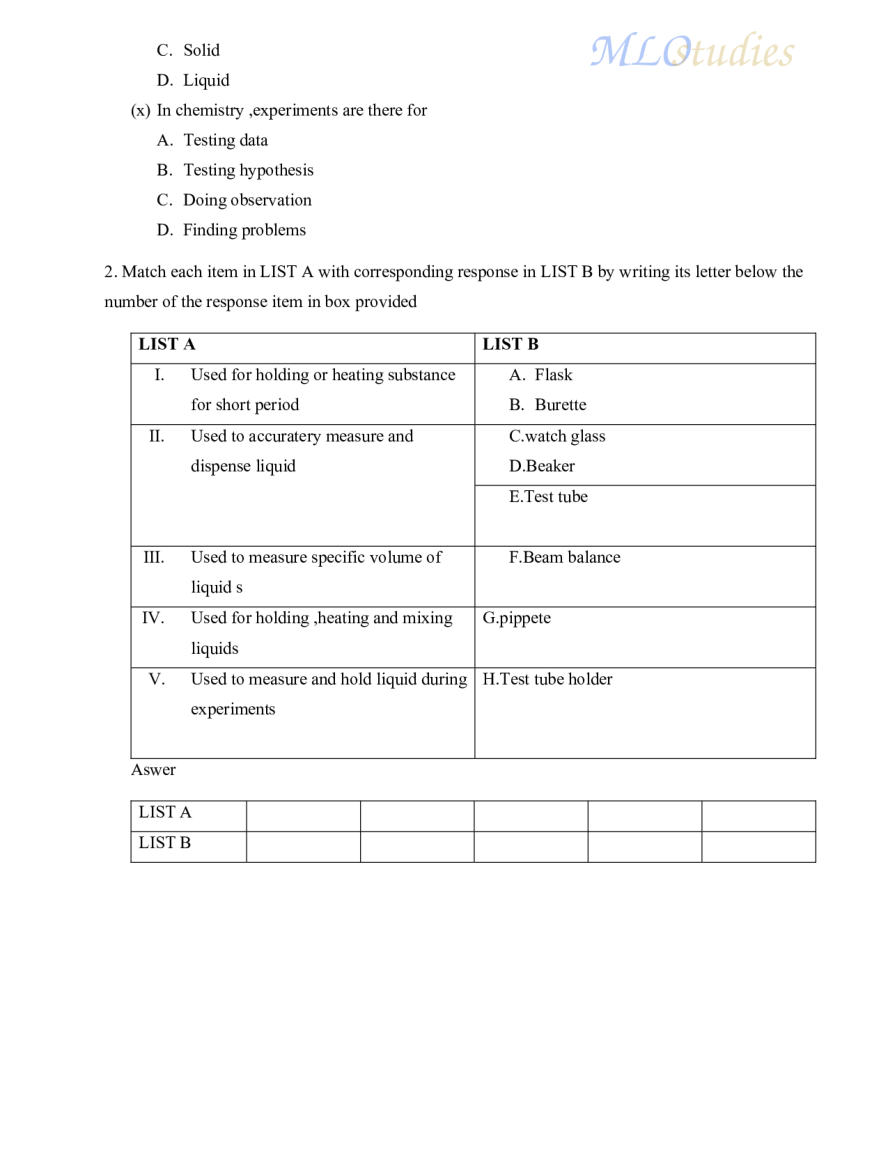 MLOstudies
C. Solid
D. Liquid
(x) In chemistry ,experiments are there for
A. Testing data
B. Testing hypothesis
C. Doing observation
D. Finding problems
2. Match each item in LIST A with corresponding response in LIST B by writing its letter below the
number of the response item in box provided
LIST A LIST B
I. Used for holding or heating substance A. Flask
for short period B. Burette
II. Used to accuratery measure and C.watch glass
dispense liquid D.Beaker
E.Test tube
III. Used to measure specific volume of F.Beam balance
liquid s
IV. Used for holding ,heating and mixing G.pippete
liquids
V. Used to measure and hold liquid during H.Test tube holder
experiments
Aswer
LIST A
LIST B